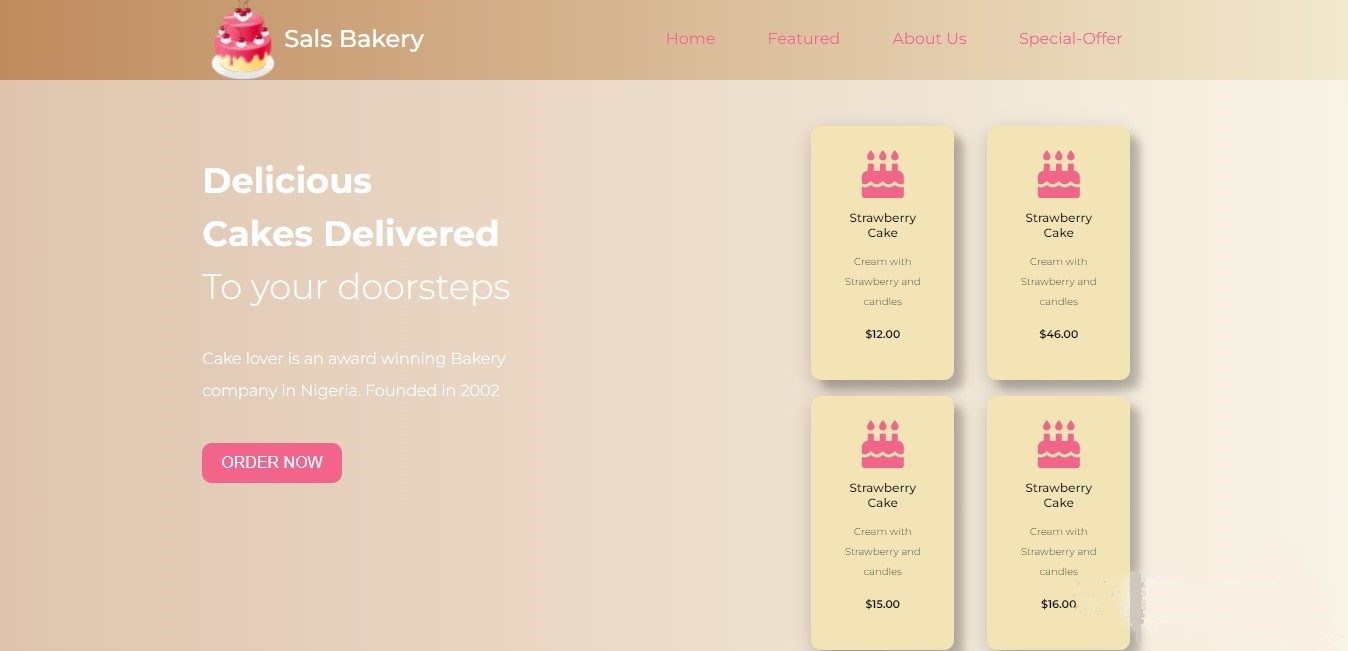 Sals Bakery
Home
Featured
About Us
Special-Offer
Delicious
Cakes Delivered
To your doorsteps
Cake lover is an award winning Bakery
company in Nigeria. Founded in 2002
ORDER NOW
Strawberry
Cake
Cream with
Strawberry and
candles
$12.00
Strawberry
Cake
Cream with
Strawberry and
candles
$46.00
Strawberry
Cake
Cream with
Strawberry and
candles
$15.00
Strawberry
Cake
Cream with
Strawberry and
candles
$16.00